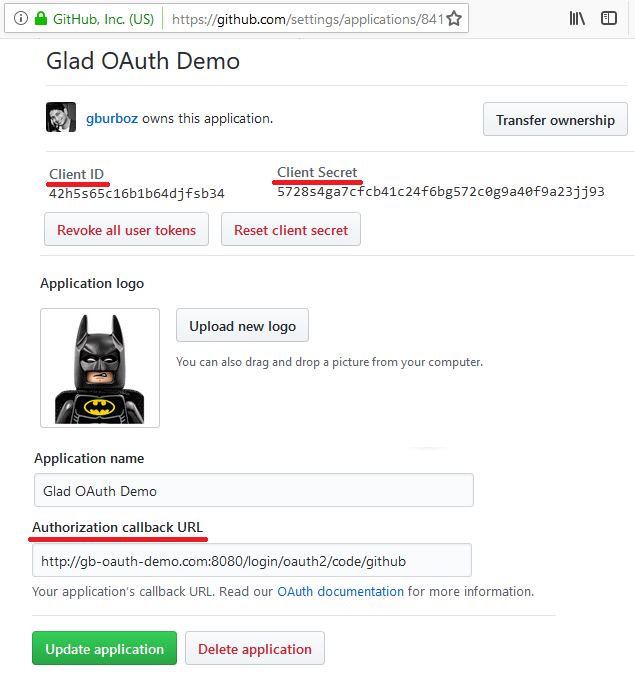 GitHub, Inc. (US) https://github.com/settings/applications/841
Glad OAuth Demo
gburboz owns this application.
Transfer ownership
Client ID
Client Secret
42h5s65c16b1b64djfsb34
5728s4ga7cfcb41c24f6bg572c0g9a40f9a23jj93
Revoke all user tokens
Reset client secret
Application logo
Upload new logo
You can also drag and drop a picture from your computer.
Application name
Glad OAuth Demo
Authorization callback URL
http://gb-oauth-demo.com:8080/login/oauth2/code/github
Your application's callback URL. Read our OAuth documentation for more information.
Update application
Delete application